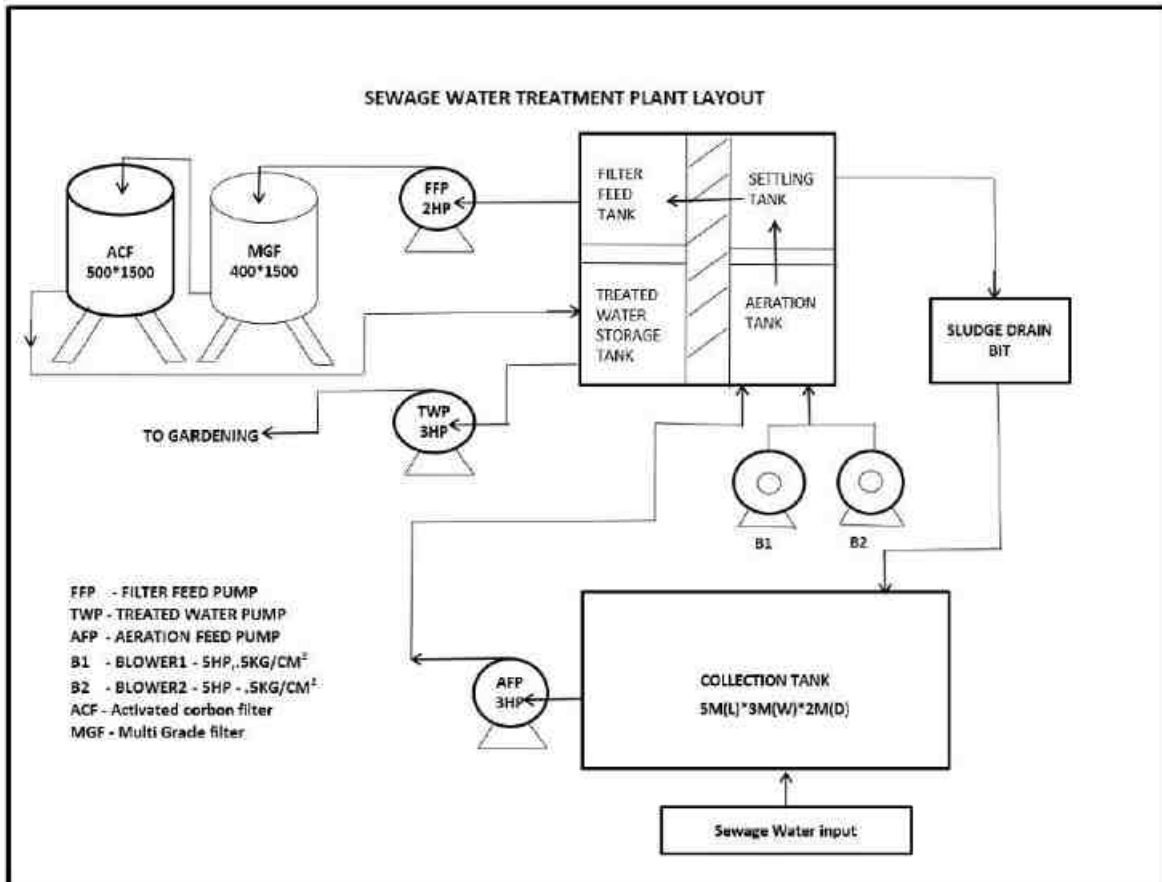 SEWAGE WATER TREATMENT PLANT LAYOUT
FILTER
FEED
TANK
SETTLING
TANK
FFP
2HP
ACF
500*1500
MGF
400*1500
TREATED
WATER
STORAGE
TANK
AERATION
TANK
SLUDGE DRAIN
BIT
TWP
3HP
TO GARDENING
B1
B2
FFP - FILTER FEED PUMP
TWP - TREATED WATER PUMP
AFP - AERATION FEED PUMP
B1 - BLOWER1 - 5HP,.5KG/CM²
B2 - BLOWER2 - 5HP - .5KG/CM²
ACF - Activated corbon filter
MGF - Multi Grade filter
AFP
3HP
COLLECTION TANK
5M(L)*3M(W)*2M(D)
Sewage Water input